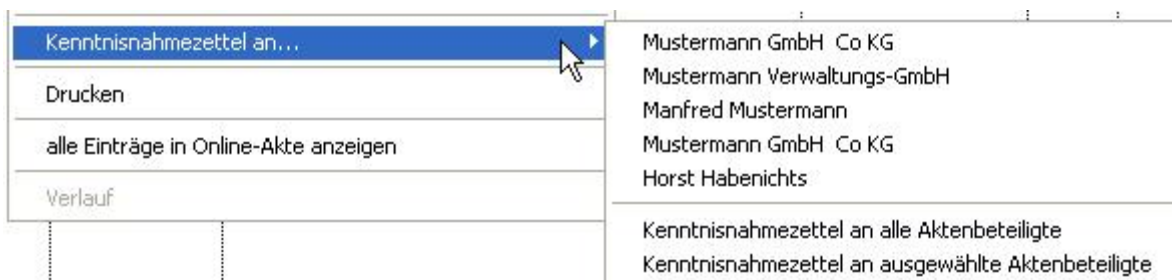 Kenntnisnahmezettel an...
Drucken
alle Einträge in Online-Akte anzeigen
Verlauf
Mustermann GmbH  Co KG
Mustermann Verwaltungs-GmbH
Manfred Mustermann
Mustermann GmbH  Co KG
Horst Habenichts
Kenntnisnahmezettel an alle Aktenbeteiligte
Kenntnisnahmezettel an ausgewählte Aktenbeteiligte